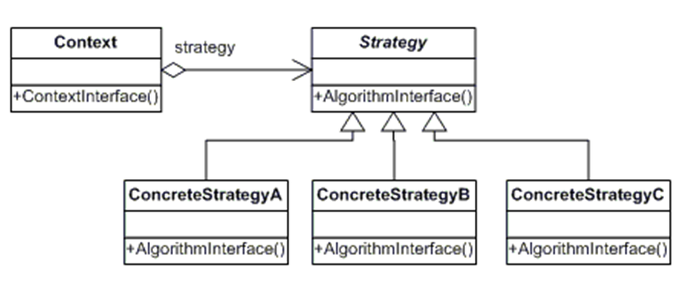 Context
strategy
Strategy
+ContextInterface()
+AlgorithmInterface()
ConcreteStrategyA
ConcreteStrategyB
ConcreteStrategyC
+AlgorithmInterface()
+AlgorithmInterface()
+AlgorithmInterface()